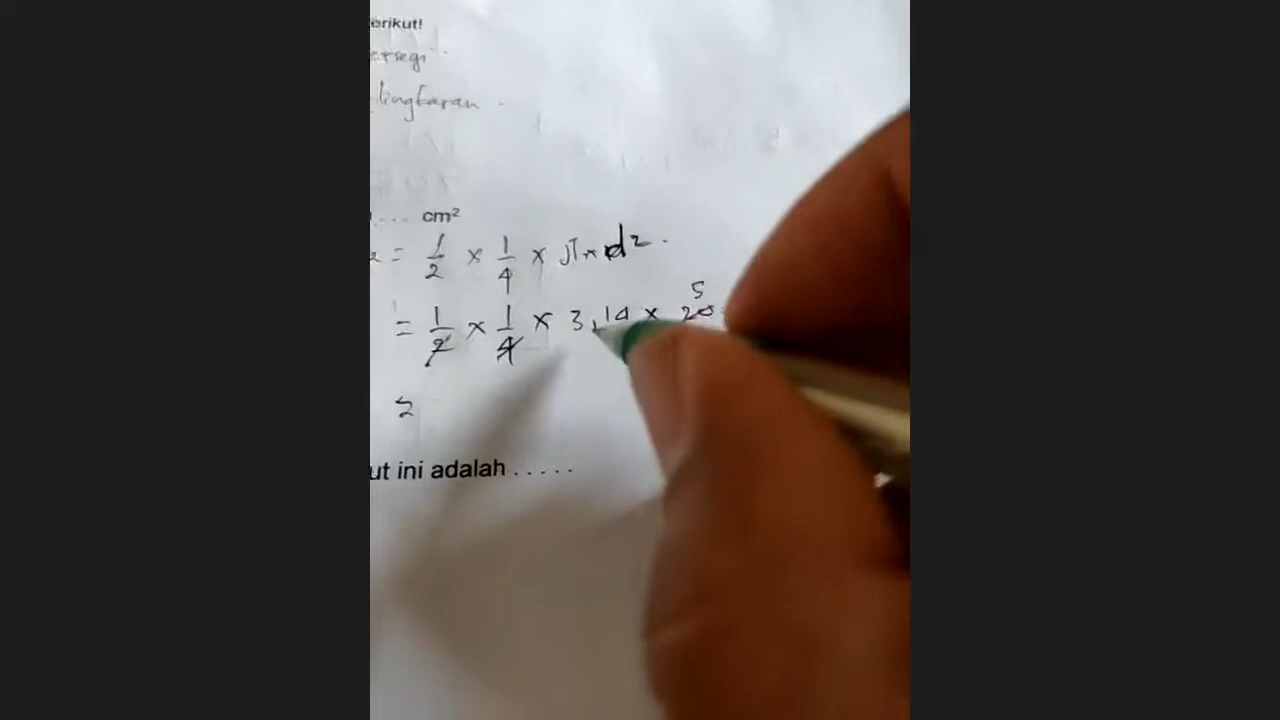 erikut!
ersegi
lingkaran
.... cm²
= 1/2 × 1/4 × π × d².
5
= 1/2 × 1/4 × 3,14 × 20
ut ini adalah .....